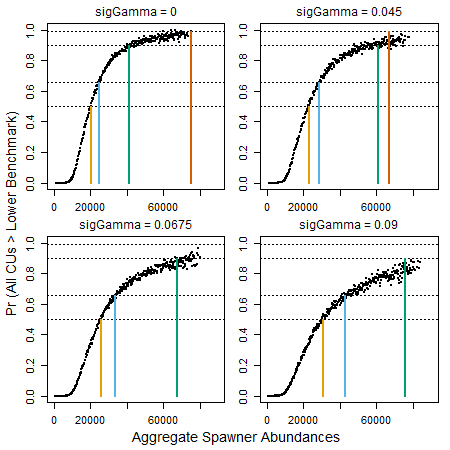 sigGamma = 0
sigGamma = 0.045
0.0 0.2 0.4 0.6 0.8 1.0
0.0 0.2 0.4 0.6 0.8 1.0
0 20000 60000
0 20000 60000
sigGamma = 0.0675
sigGamma = 0.09
0.0 0.2 0.4 0.6 0.8 1.0
0.0 0.2 0.4 0.6 0.8 1.0
0 20000 60000
0 20000 60000
Pr (All CUs > Lower Benchmark)
Aggregate Spawner Abundances